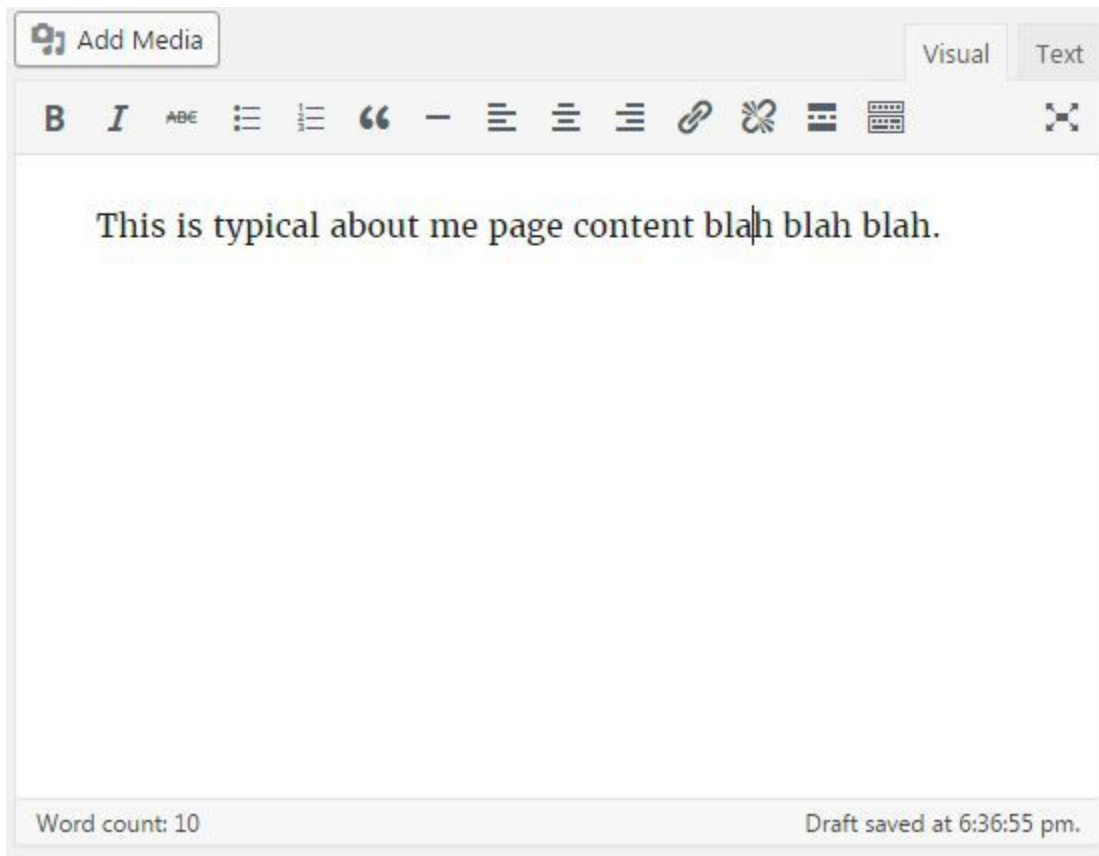 Add Media
Visual Text
B I ABE
This is typical about me page content blah blah blah.
Word count: 10
Draft saved at 6:36:55 pm.